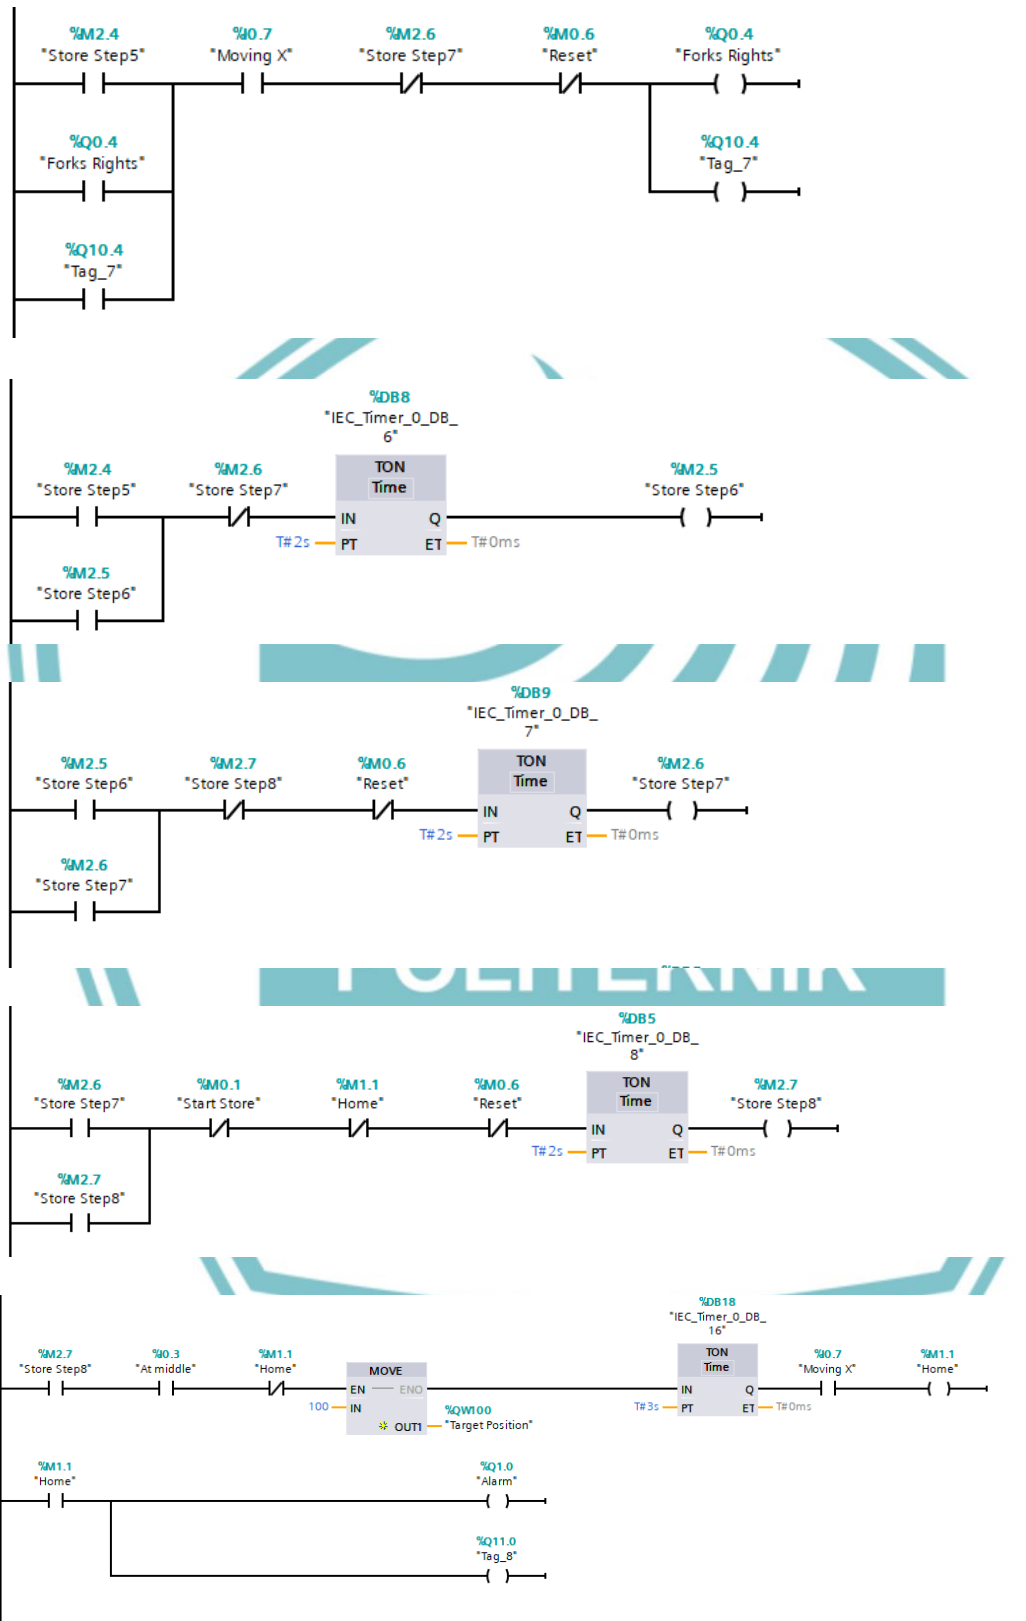 %M2.4 %I0.7 %M2.6 %M0.6 %Q0.4
"Store Step5" "Moving X" "Store Step7" "Reset" "Forks Rights"
%Q0.4 %Q10.4
"Forks Rights" "Tag_7"
%Q10.4
"Tag_7"
%DB8
"IEC_Timer_0_DB_
6"
%M2.4 %M2.6 TON %M2.5
"Store Step5" "Store Step7" Time "Store Step6"
IN Q
T#2s PT ET T#0ms
%M2.5
"Store Step6"
%DB9
"IEC_Timer_0_DB_
7"
%M2.5 %M2.7 %M0.6 TON %M2.6
"Store Step6" "Store Step8" "Reset" Time "Store Step7"
IN Q
T#2s PT ET T#0ms
%M2.6
"Store Step7"
POLITEKNIK
%DB5
"IEC_Timer_0_DB_
8"
%M2.6 %M0.1 %M1.1 %M0.6 TON %M2.7
"Store Step7" "Start Store" "Home" "Reset" Time "Store Step8"
IN Q
T#2s PT ET T#0ms
%M2.7
"Store Step8"
%DB18
"IEC_Timer_0_DB_
16"
%M2.7 %I0.3 %M1.1 TON %I0.7 %M1.1
"Store Step8" "At middle" "Home" MOVE Time "Moving X" "Home"
EN ENO IN Q
100 IN %QW100 T#3s PT ET T#0ms
OUT1 "Target Position"
%M1.1 %Q1.0
"Home" "Alarm"
%Q11.0
"Tag_8"